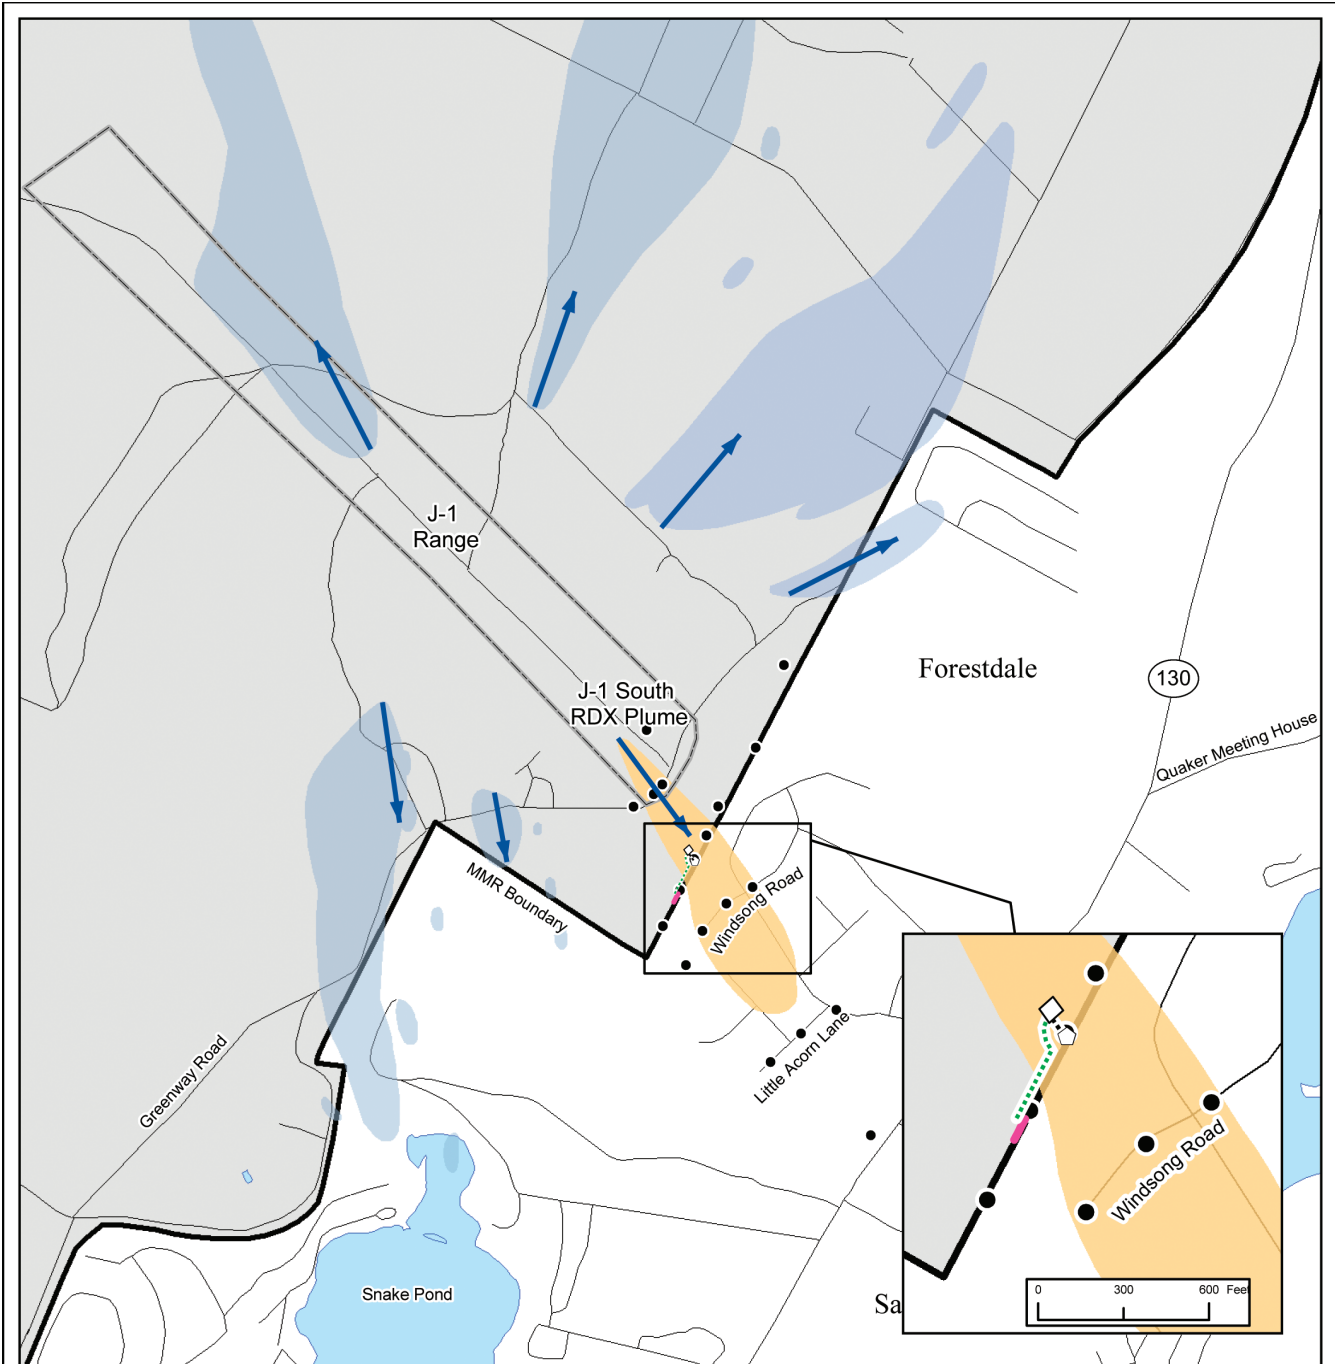 J-1
Range
J-1 South
RDX Plume
Forestdale
130
Quaker Meeting House
MMR Boundary
Windsong Road
Little Acorn Lane
Greenway Road
Windsong Road
Snake Pond
Sa
0 300 600 Feet